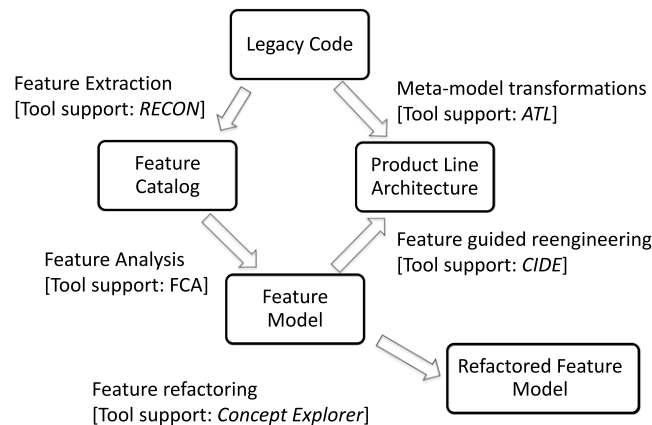 Legacy Code
Feature Extraction
[Tool support: RECON]
Meta-model transformations
[Tool support: ATL]
Feature
Catalog
Product Line
Architecture
Feature Analysis
[Tool support: FCA]
Feature guided reengineering
[Tool support: CIDE]
Feature
Model
Refactored Feature
Model
Feature refactoring
[Tool support: Concept Explorer]